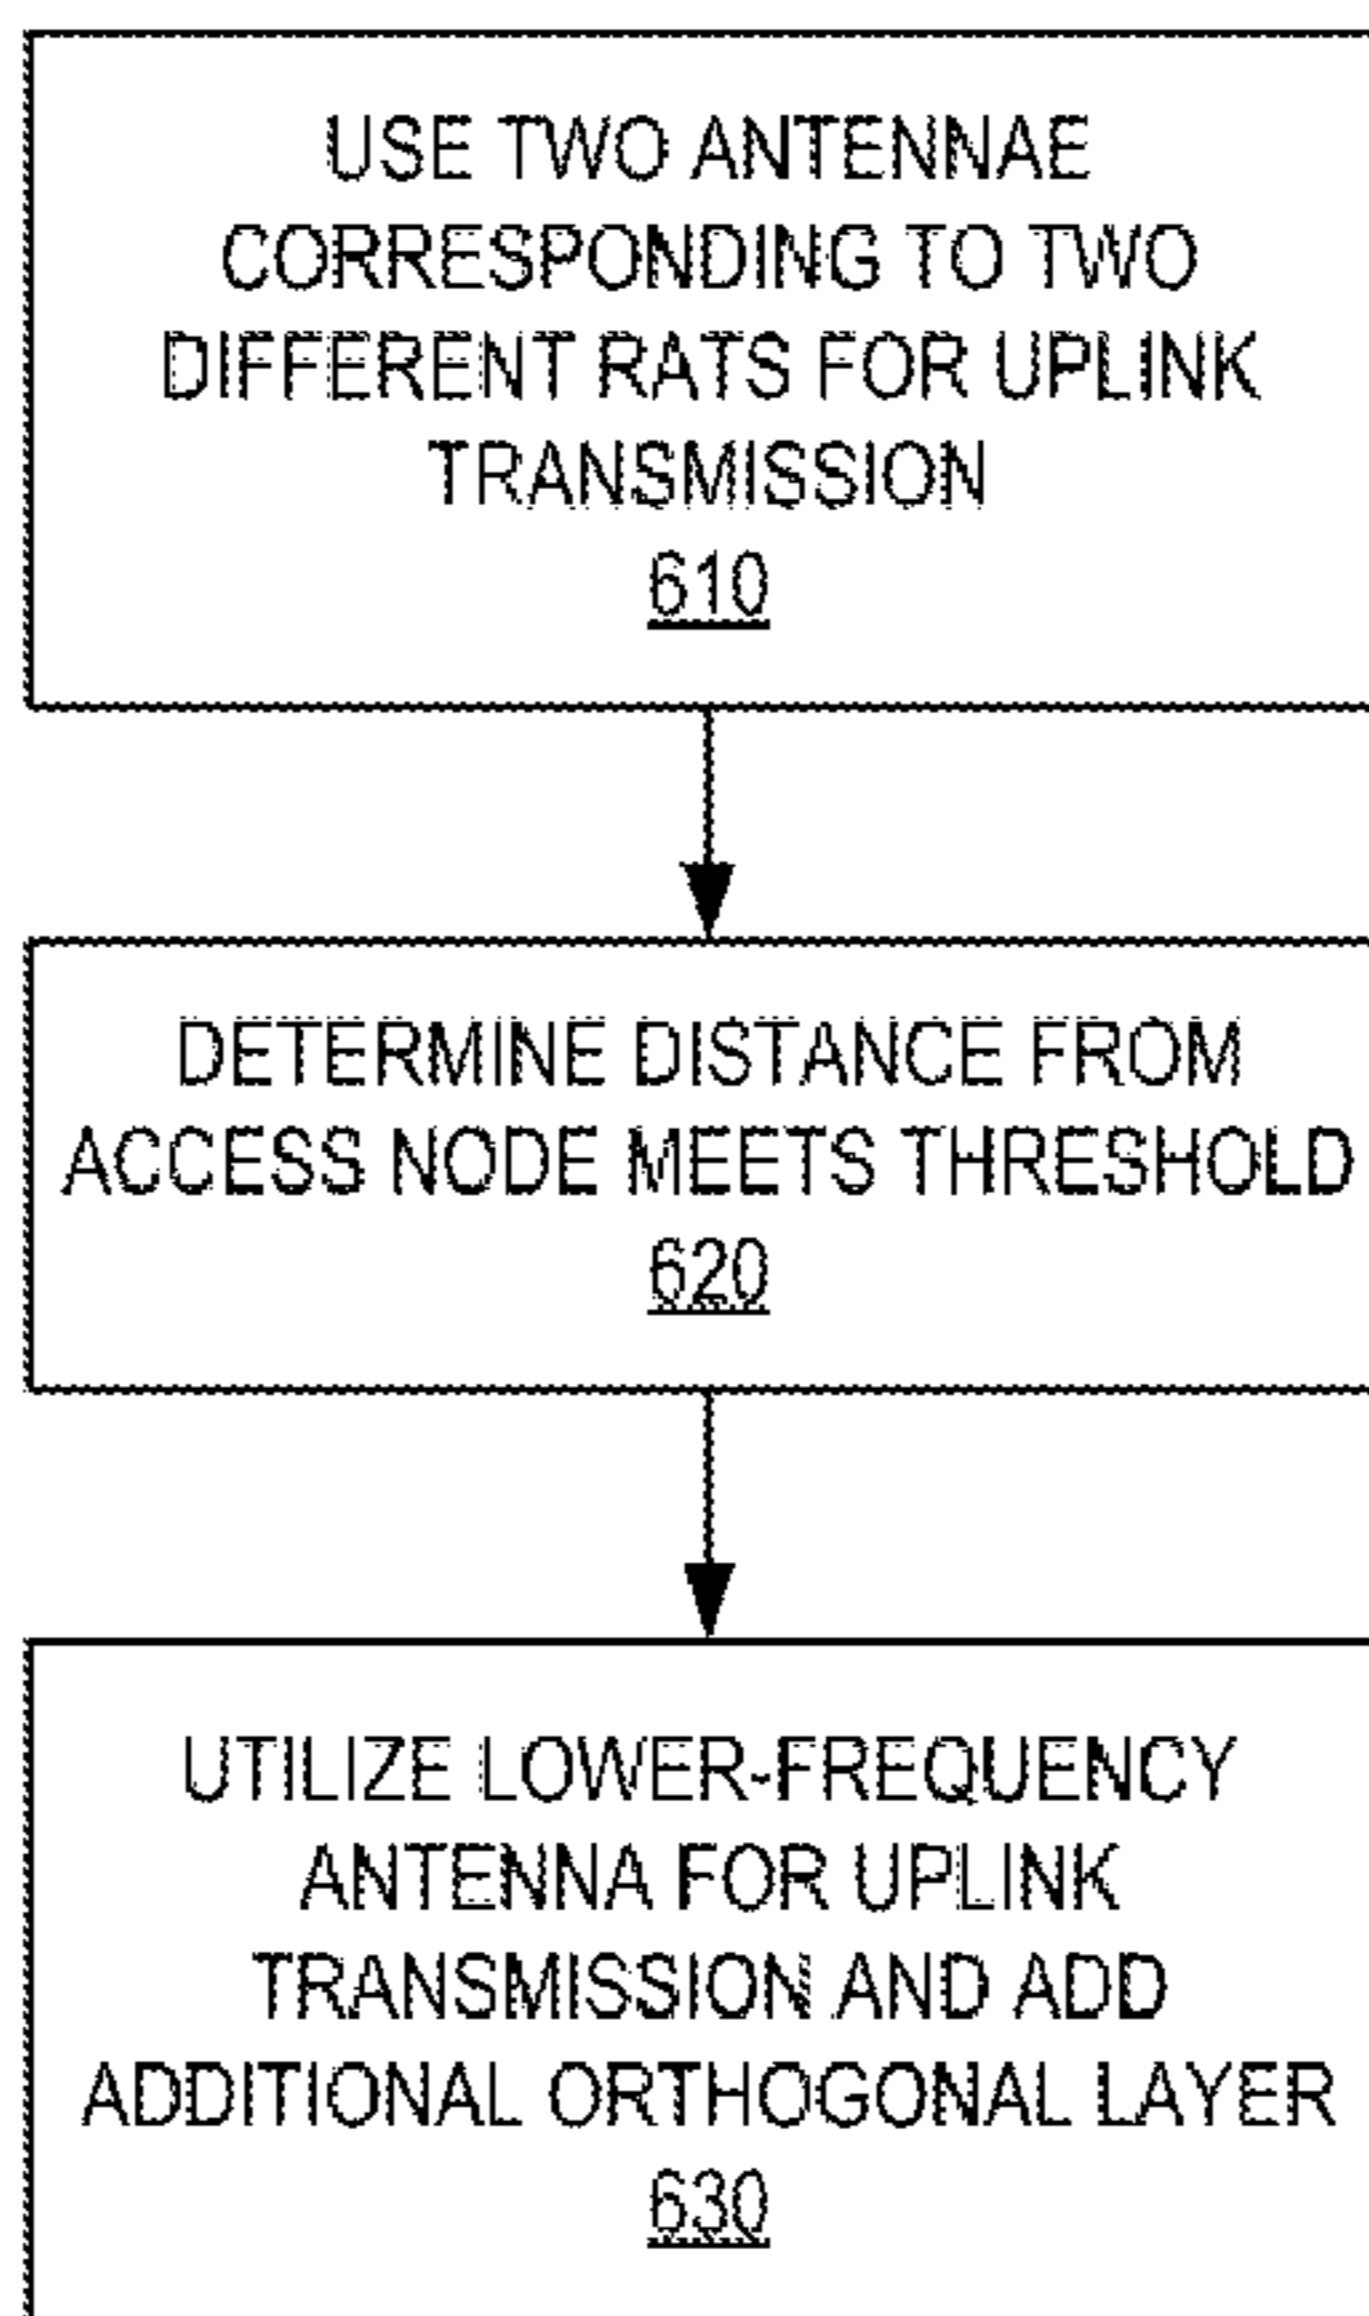 USE TWO ANTENNAE
CORRESPONDING TO TWO
DIFFERENT RATS FOR UPLINK
TRANSMISSION
610
DETERMINE DISTANCE FROM
ACCESS NODE MEETS THRESHOLD
620
UTILIZE LOWER-FREQUENCY
ANTENNA FOR UPLINK
TRANSMISSION AND ADD
ADDITIONAL ORTHOGONAL LAYER
630